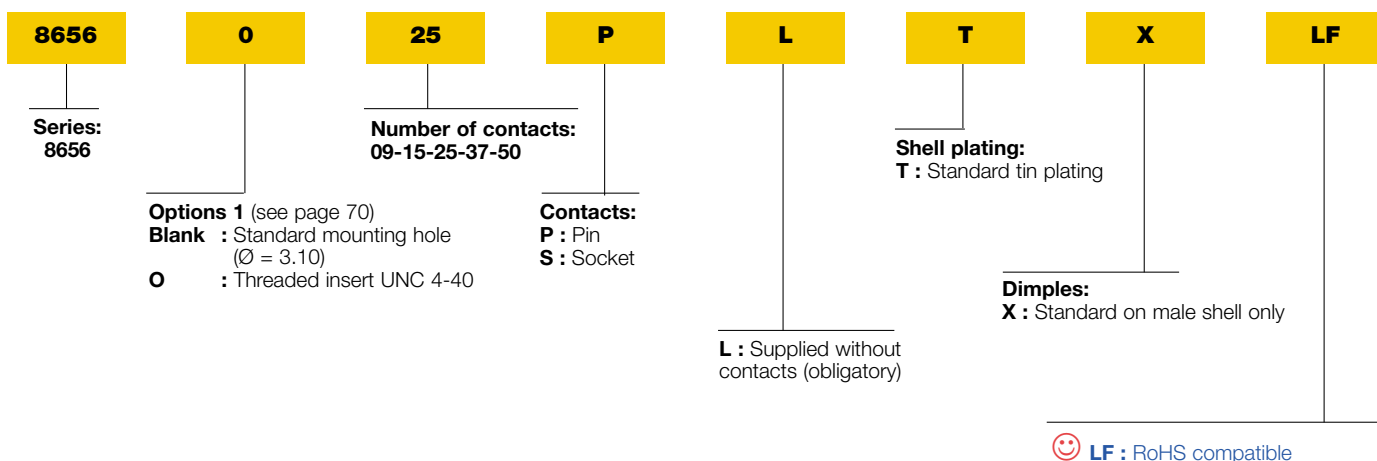 8656 0 25 P L T X LF
Series:
8656
Number of contacts:
09-15-25-37-50
Shell plating:
T : Standard tin plating
Options 1 (see page 70)
Blank : Standard mounting hole
(Ø = 3.10)
O : Threaded insert UNC 4-40
Contacts:
P : Pin
S : Socket
Dimples:
X : Standard on male shell only
L : Supplied without
contacts (obligatory)
LF : RoHS compatible